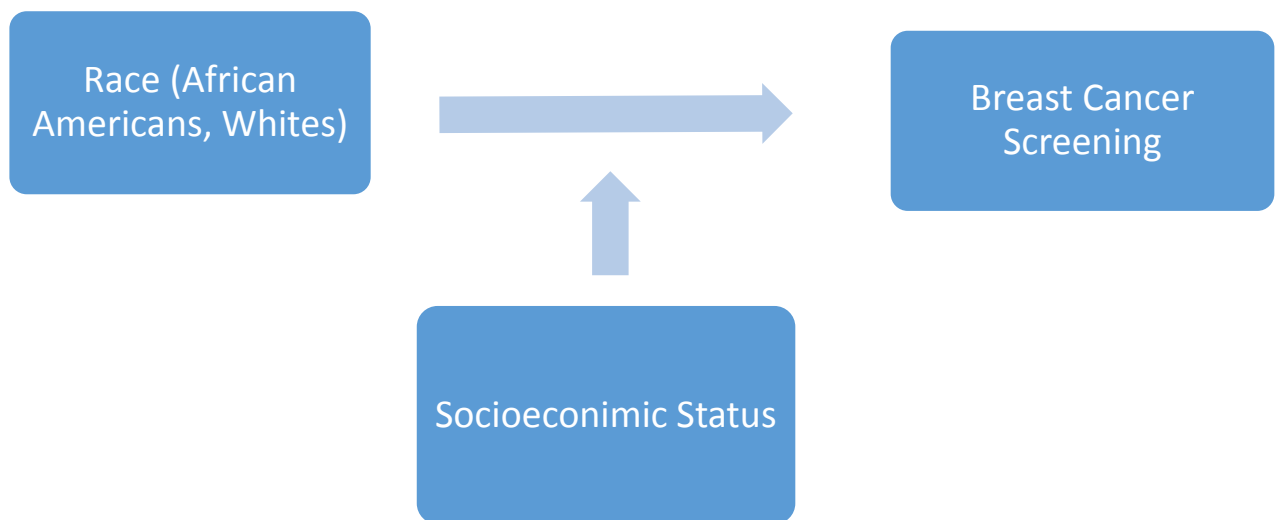 Race (African
Americans, Whites)
Breast Cancer
Screening
Socioeconimic Status